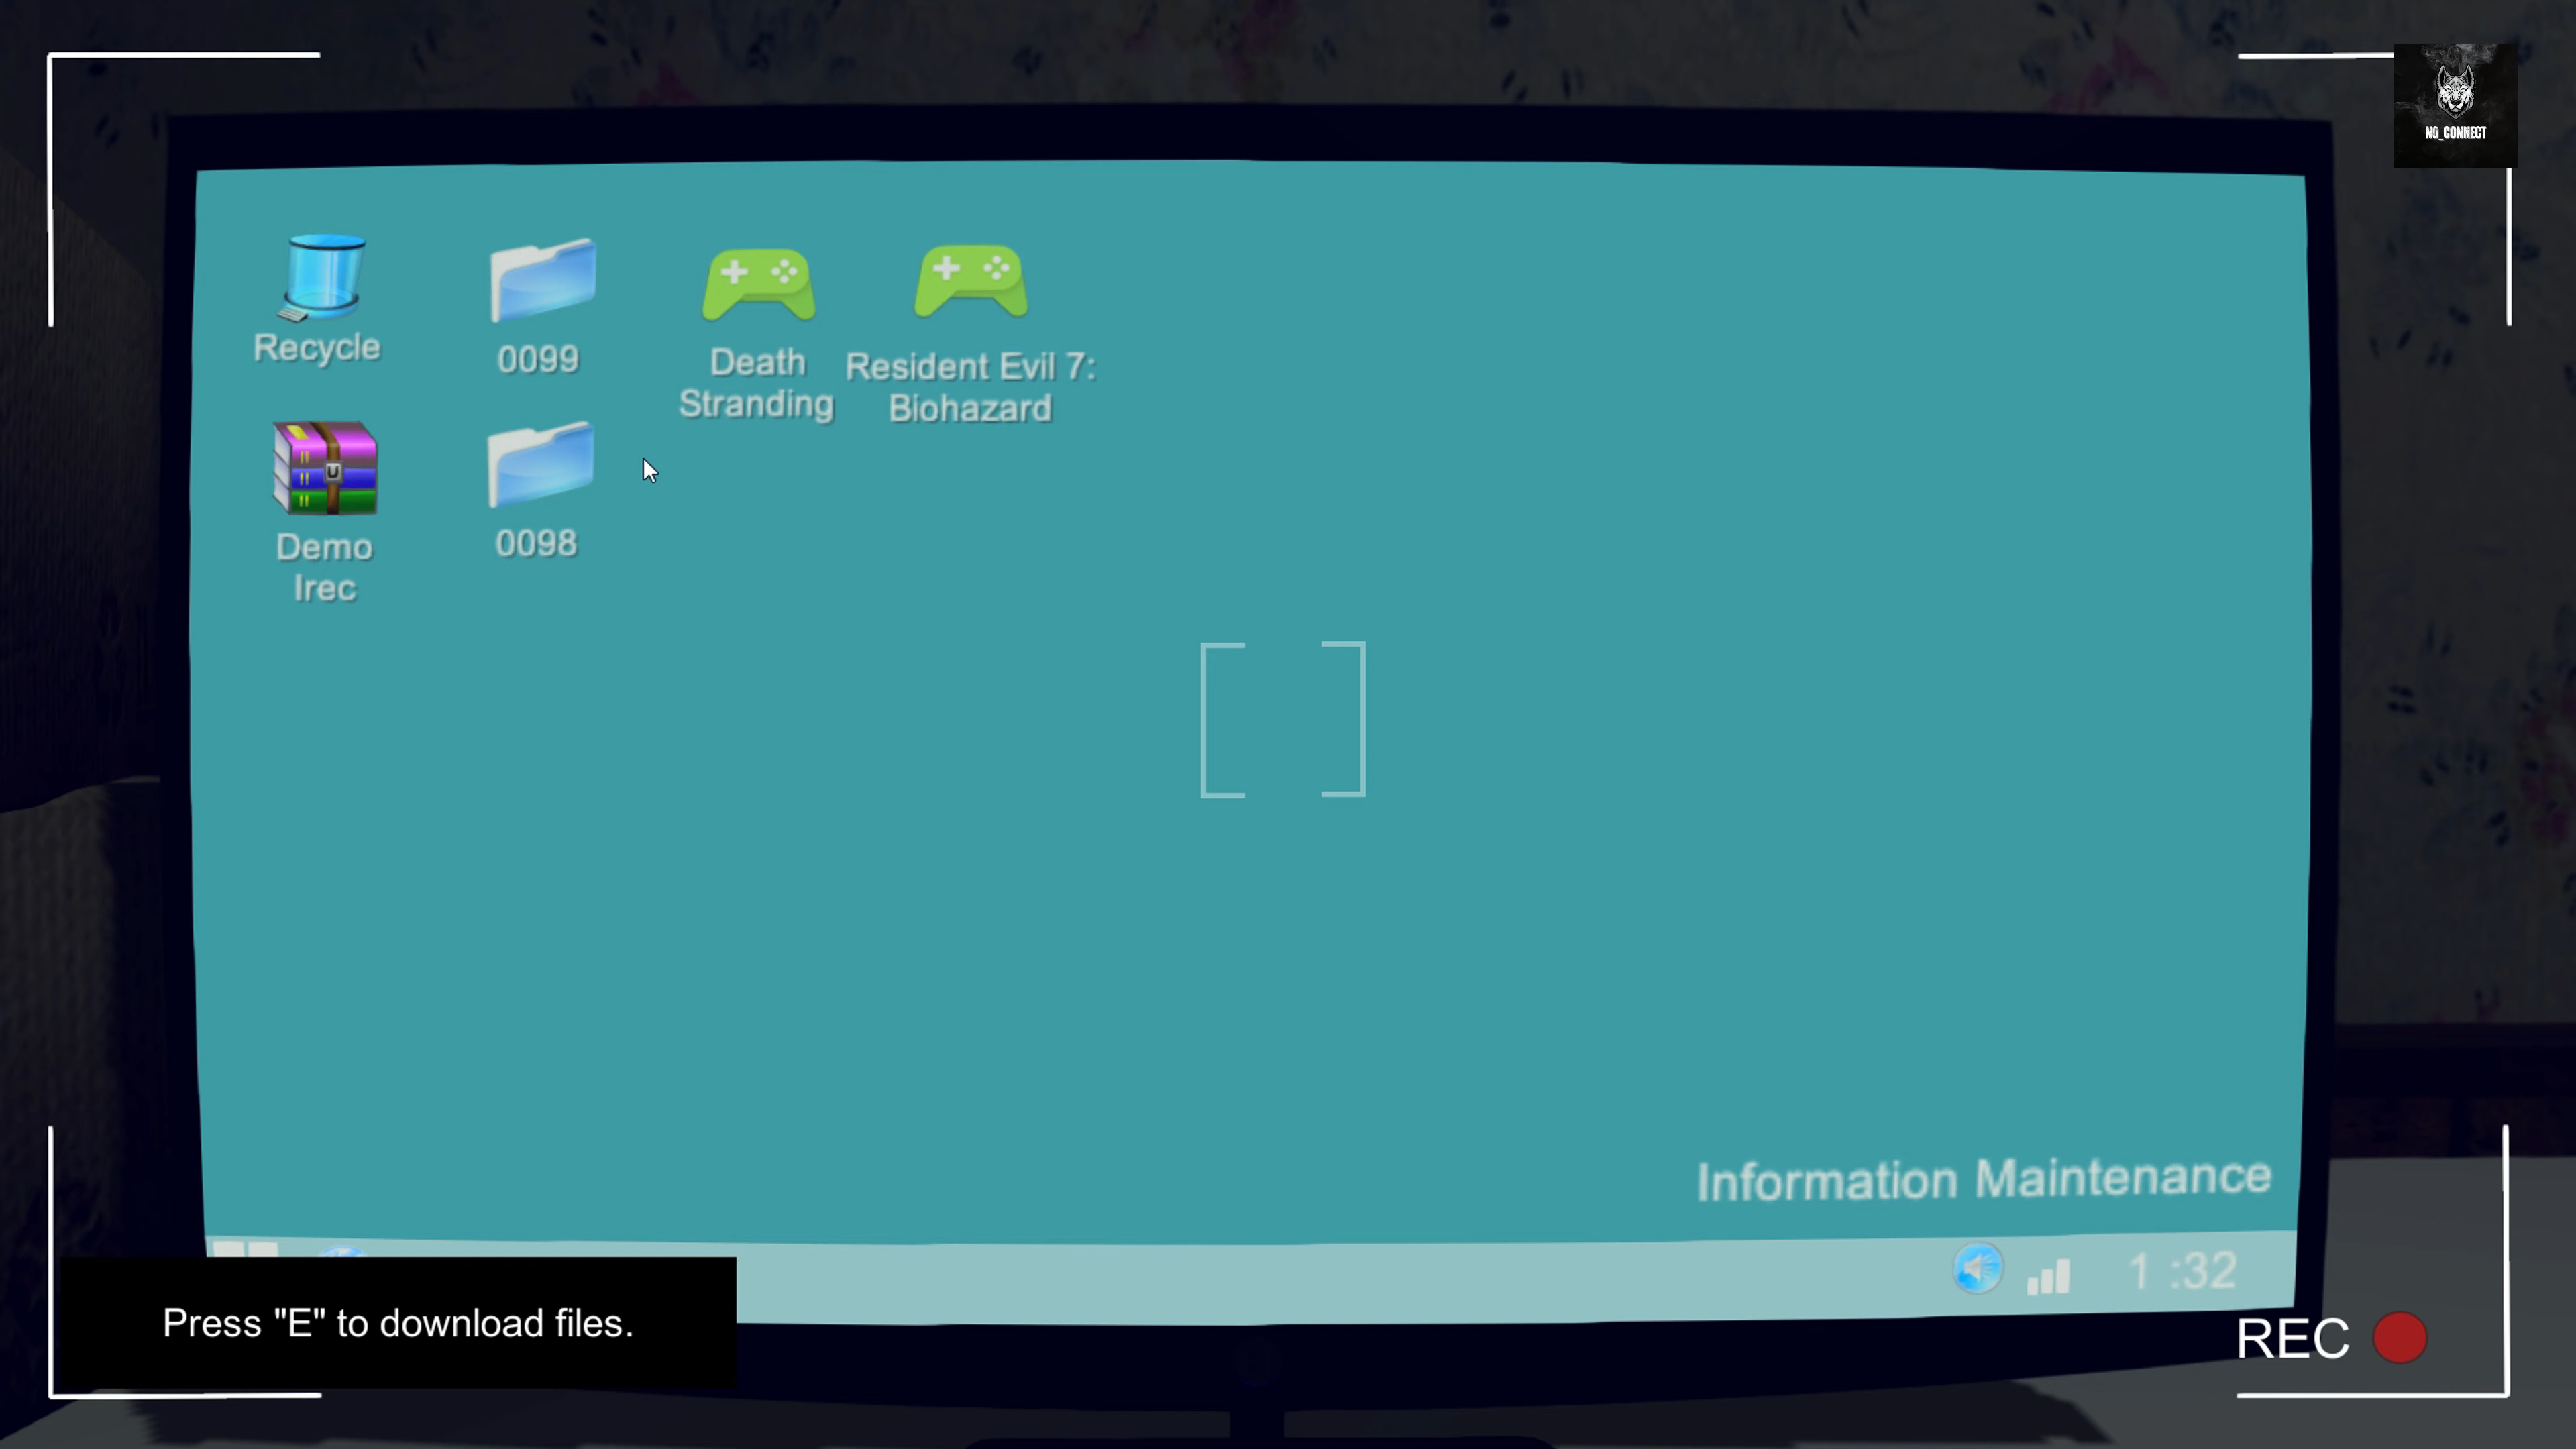 NO_CONNECT
Recycle
0099
Death
Stranding
Resident Evil 7:
Biohazard
Demo
Irec
0098
Information Maintenance
1 :32
Press "E" to download files.
REC